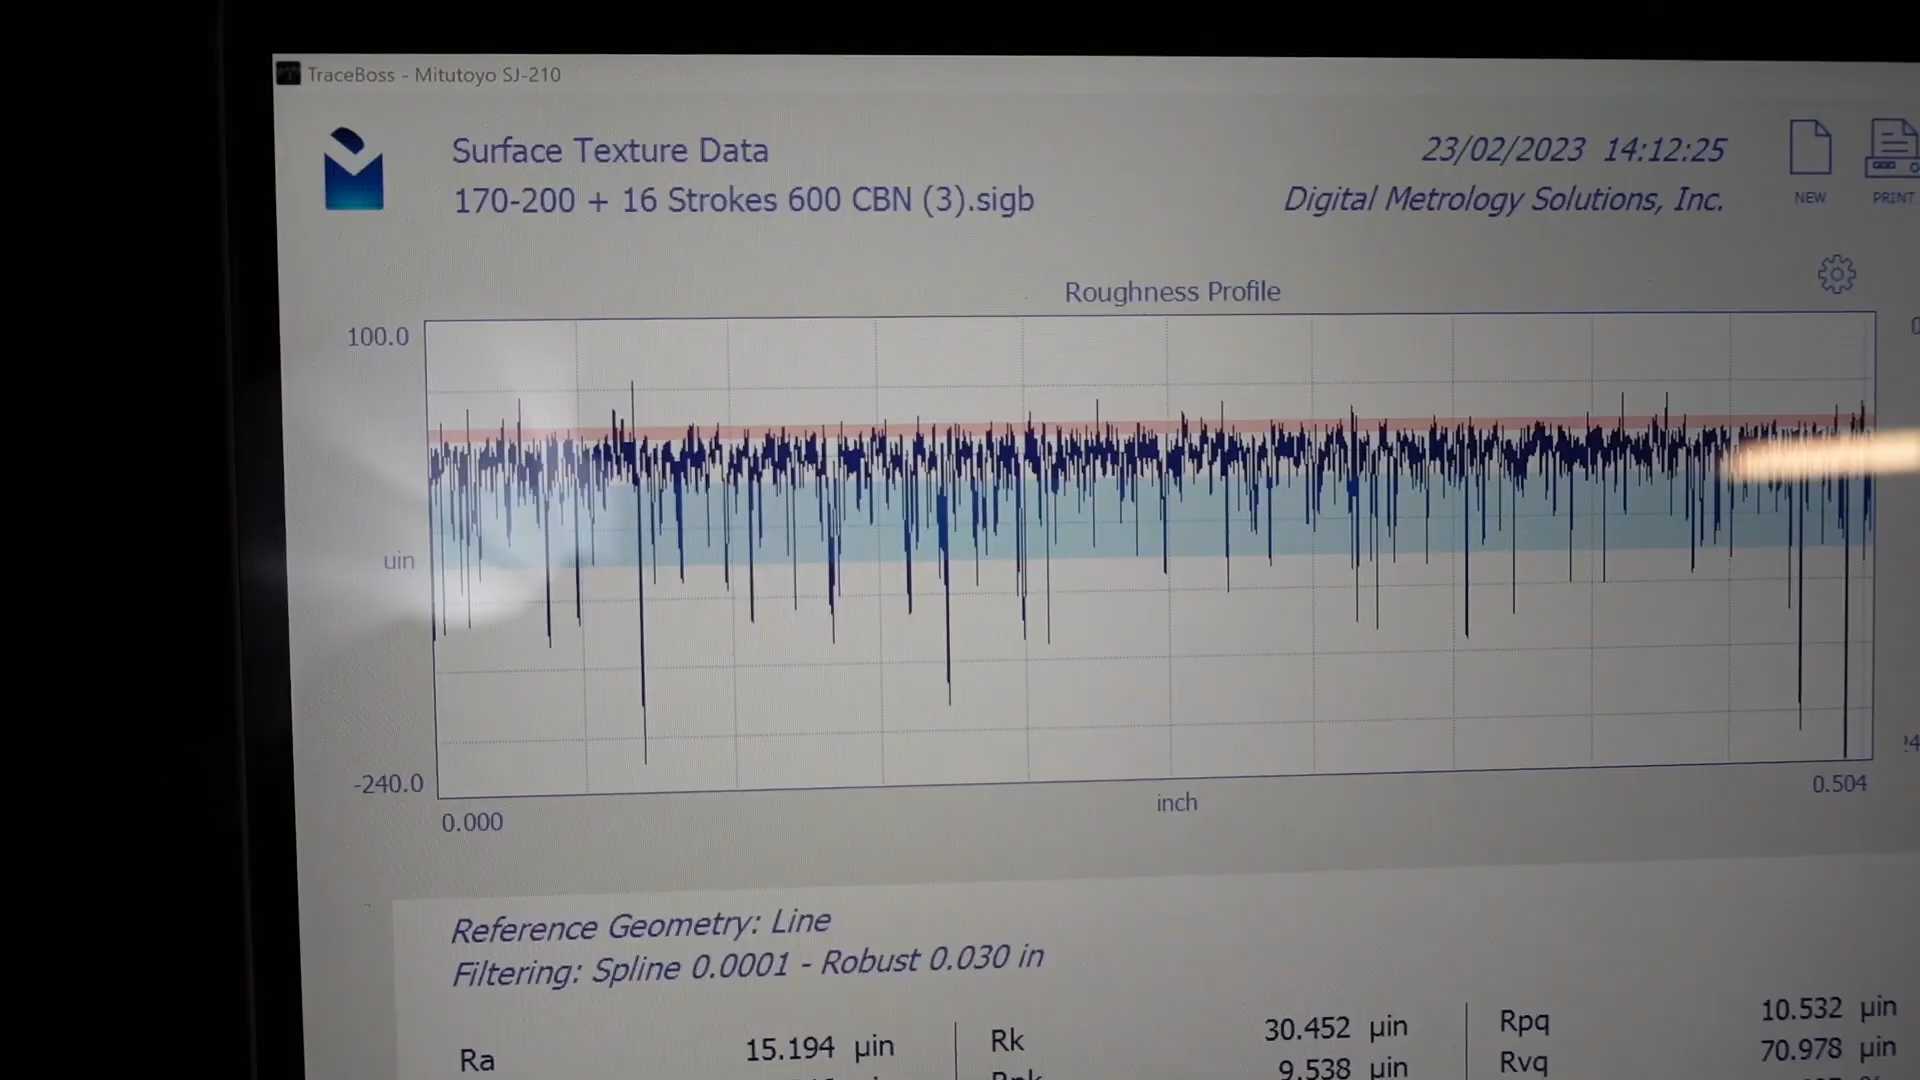 TraceBoss - Mitutoyo SJ-210
Surface Texture Data
170-200 + 16 Strokes 600 CBN (3).sigb
23/02/2023 14:12:25
Digital Metrology Solutions, Inc.
NEW
PRINT
Roughness Profile
100.0
uin
-240.0
0.000
inch
0.504
Reference Geometry: Line
Filtering: Spline 0.0001 - Robust 0.030 in
Ra 15.194 µin
Rk 30.452 µin
9.538 µin
Rpq 10.532 µin
Rvq 70.978 µin